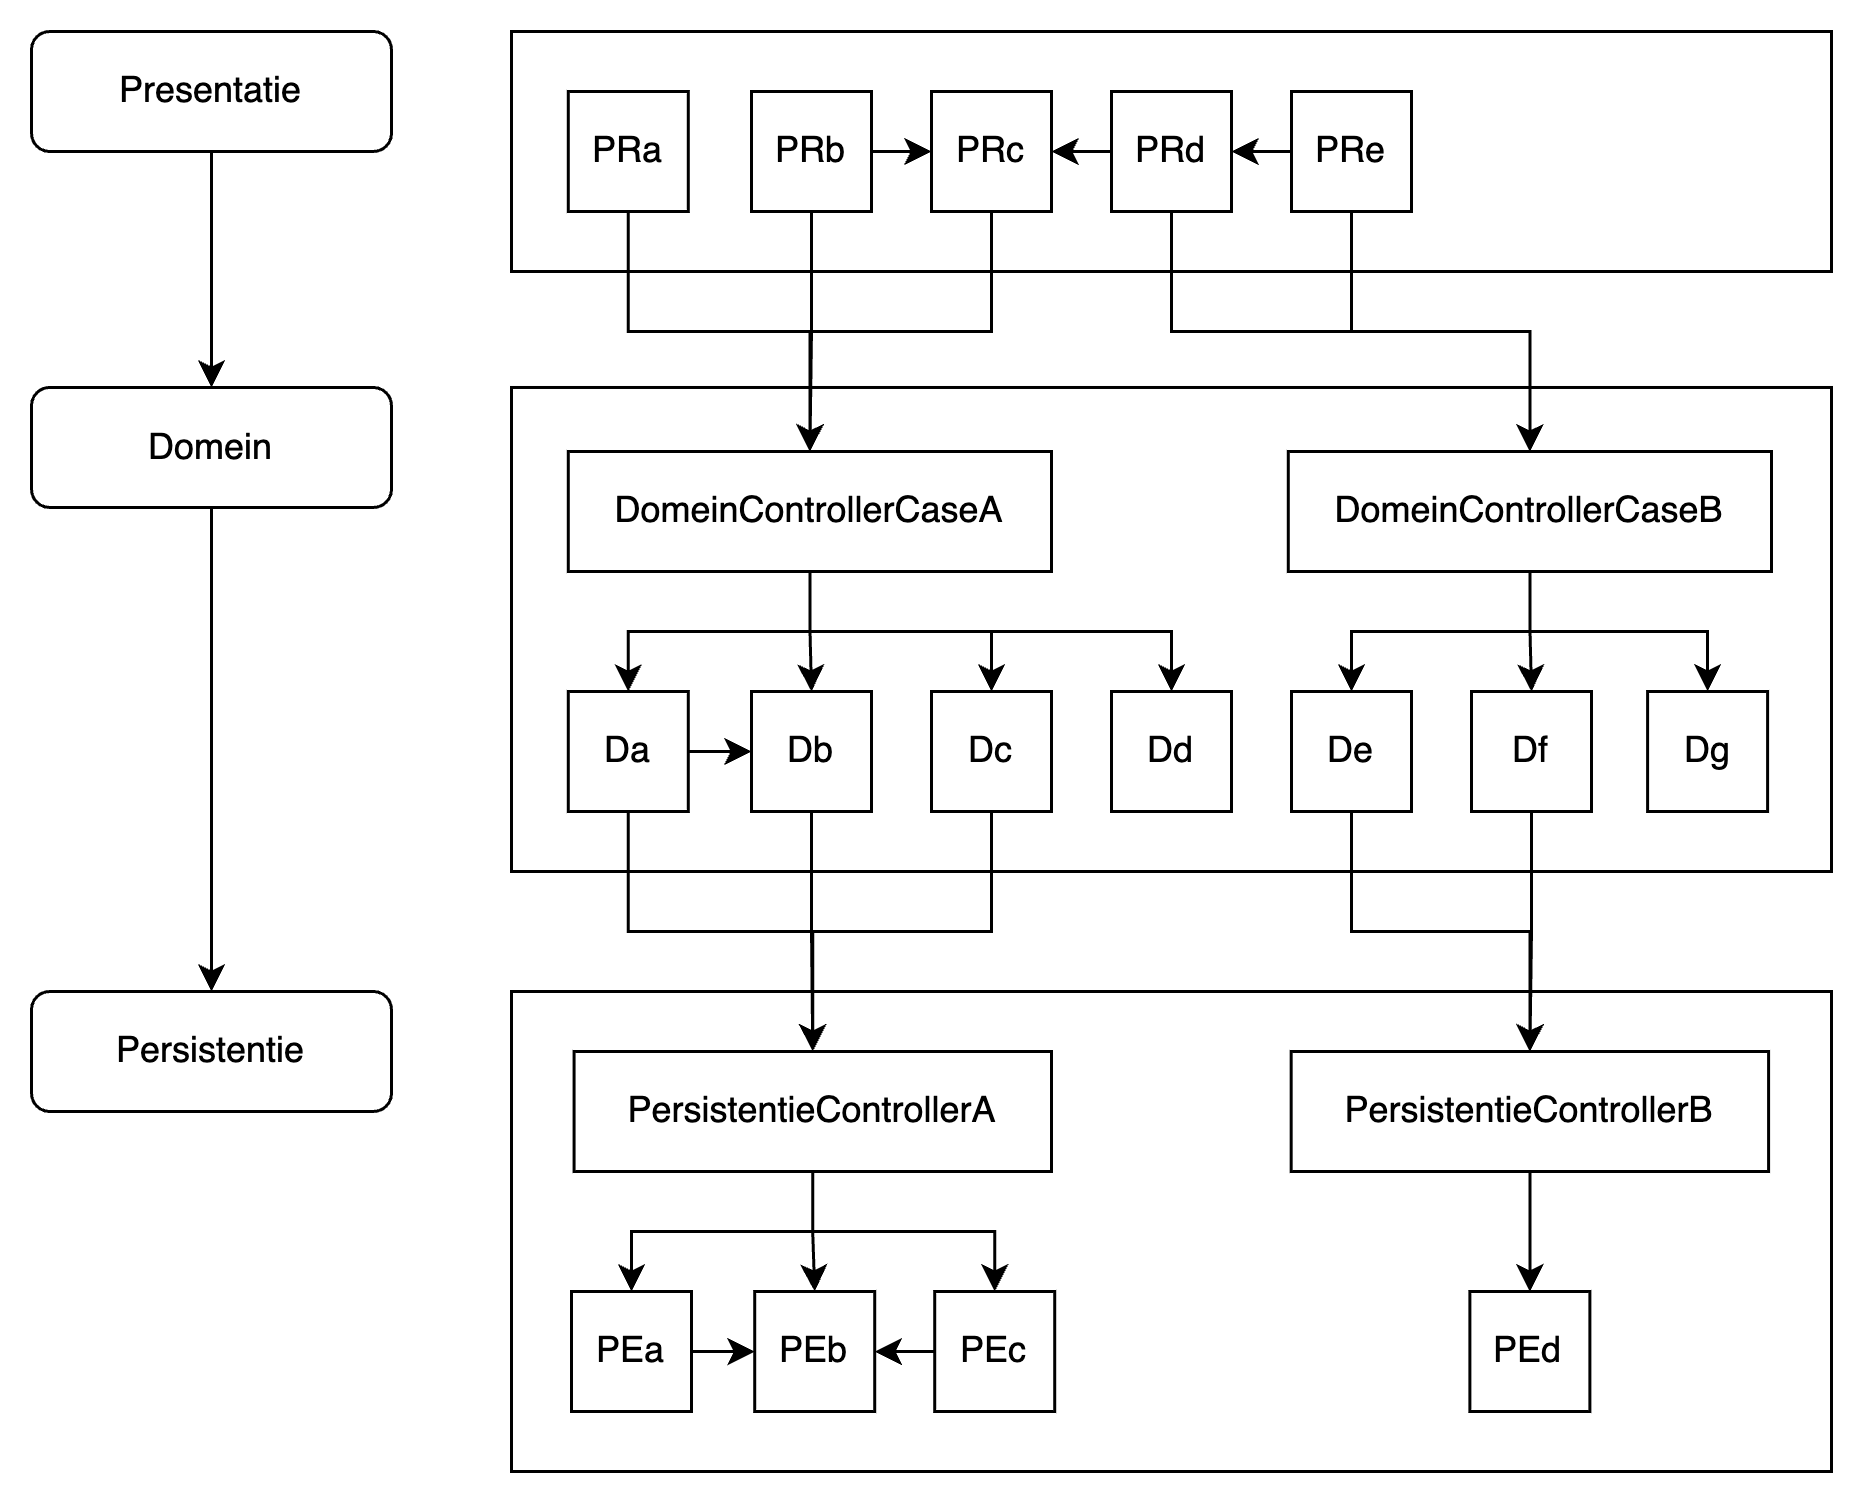 Presentatie
PRa
PRb
PRc
PRd
PRe
Domein
DomeinControllerCaseA
DomeinControllerCaseB
Da
Db
Dc
Dd
De
Df
Dg
Persistentie
PersistentieControllerA
PersistentieControllerB
PEa
PEb
PEc
PEd